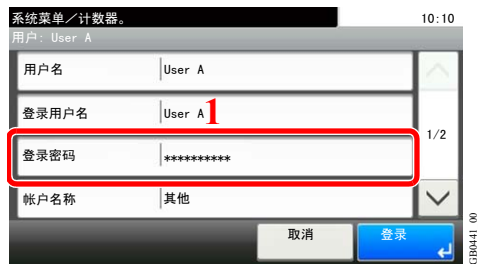 系统菜单／计数器。 10:10
用户: User A
用户名 User A
登录用户名 User A 1
1/2
登录密码 **********
帐户名称 其他
取消 登录
GB0441_00